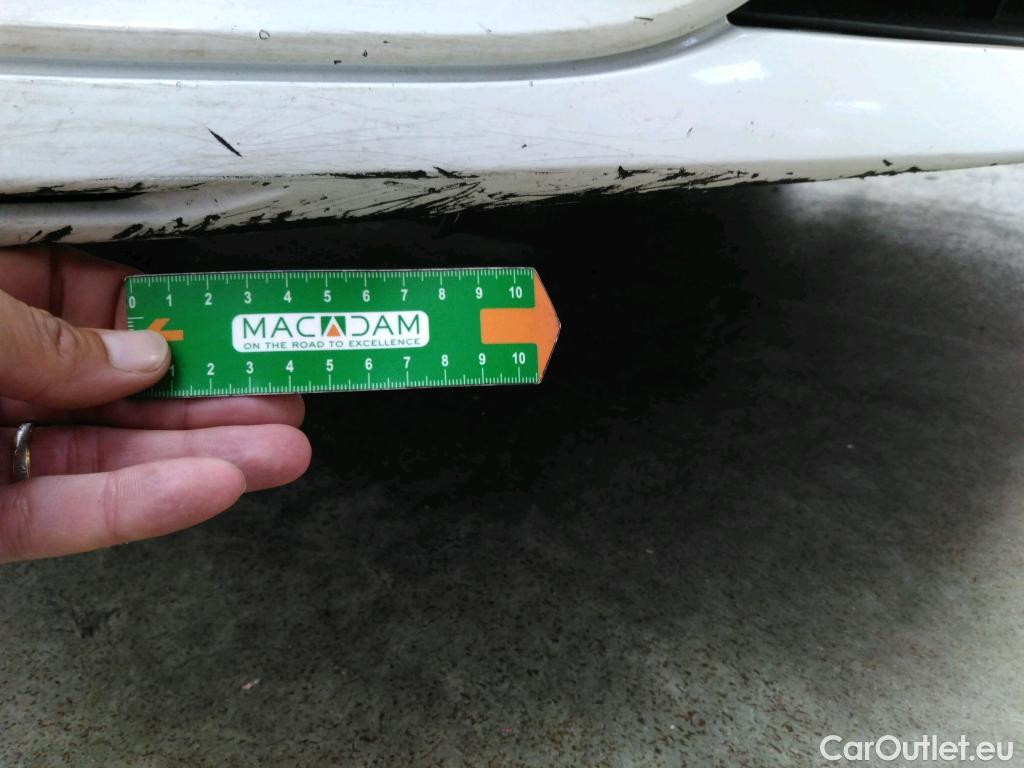 0 1 2 3 4 5 6 7 8 9 10
MACADAM
ON THE ROAD TO EXCELLENCE
1 2 3 4 5 6 7 8 9 10
CarOutlet.eu